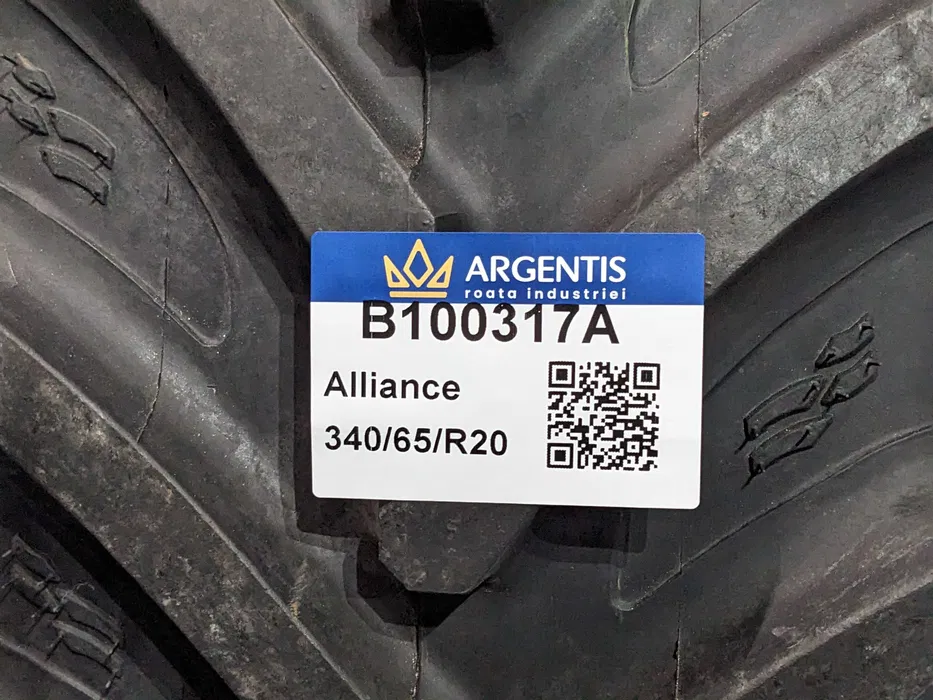 ARGENTIS
roata industriei
B100317A
Alliance
340/65/R20